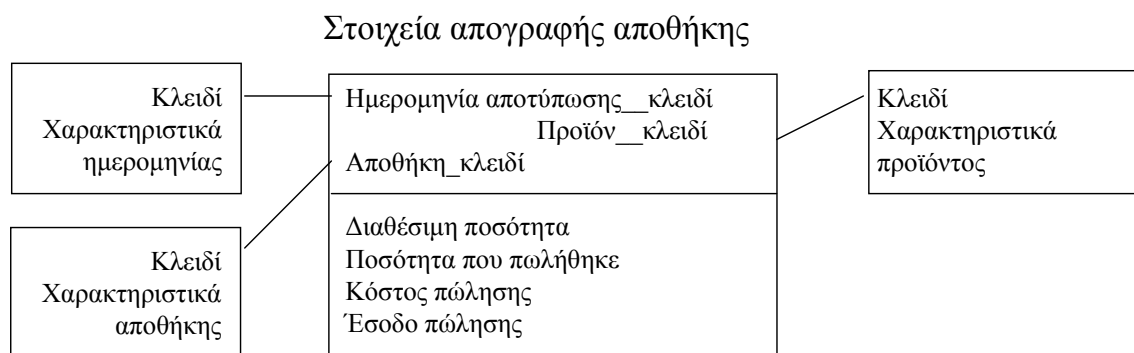 Στοιχεία απογραφής αποθήκης
Κλειδί
Χαρακτηριστικά
ημερομηνίας
Κλειδί
Χαρακτηριστικά
αποθήκης
Ημερομηνία αποτύπωσης__κλειδί
Προϊόν__κλειδί
Αποθήκη_κλειδί
Διαθέσιμη ποσότητα
Ποσότητα που πωλήθηκε
Κόστος πώλησης
Έσοδο πώλησης
Κλειδί
Χαρακτηριστικά
προϊόντος